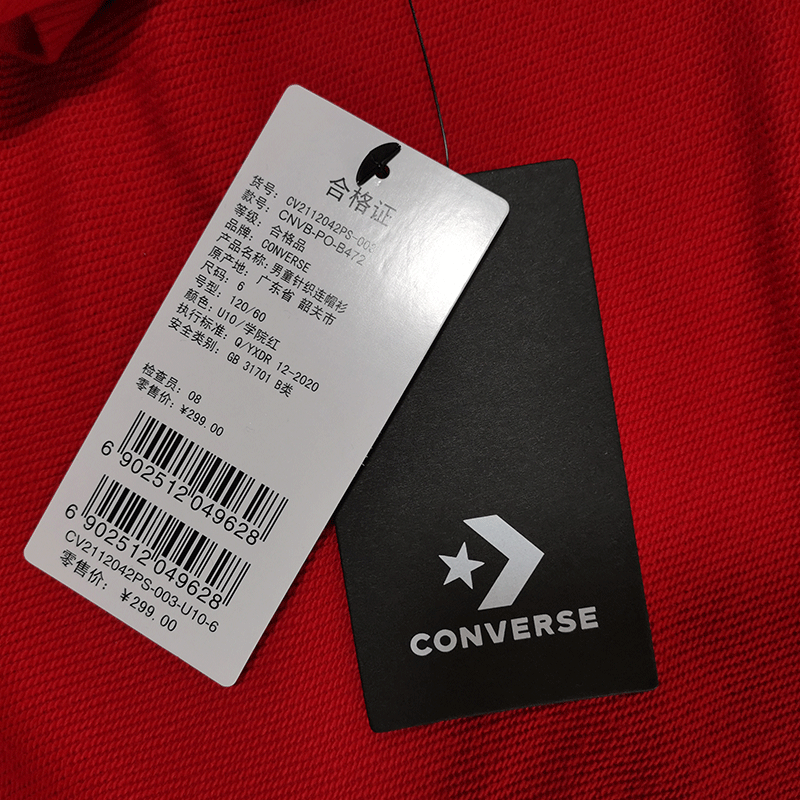 合格证
货号: CV2112042PS-003
款号: CNVB-PO-B472
等级: 合格品
品牌: CONVERSE
产品名称: 男童针织连帽衫
原产地: 广东省 韶关市
尺码: 6
号型: 120/60
颜色: U10/学院红
执行标准: Q/YXDR 12-2020
安全类别: GB 31701 B类
检查员: 08
零售价: ¥299.00
6 902512 049628
6 902512 049628
CV2112042PS-003-U10-6
零售价: ¥299.00
CONVERSE